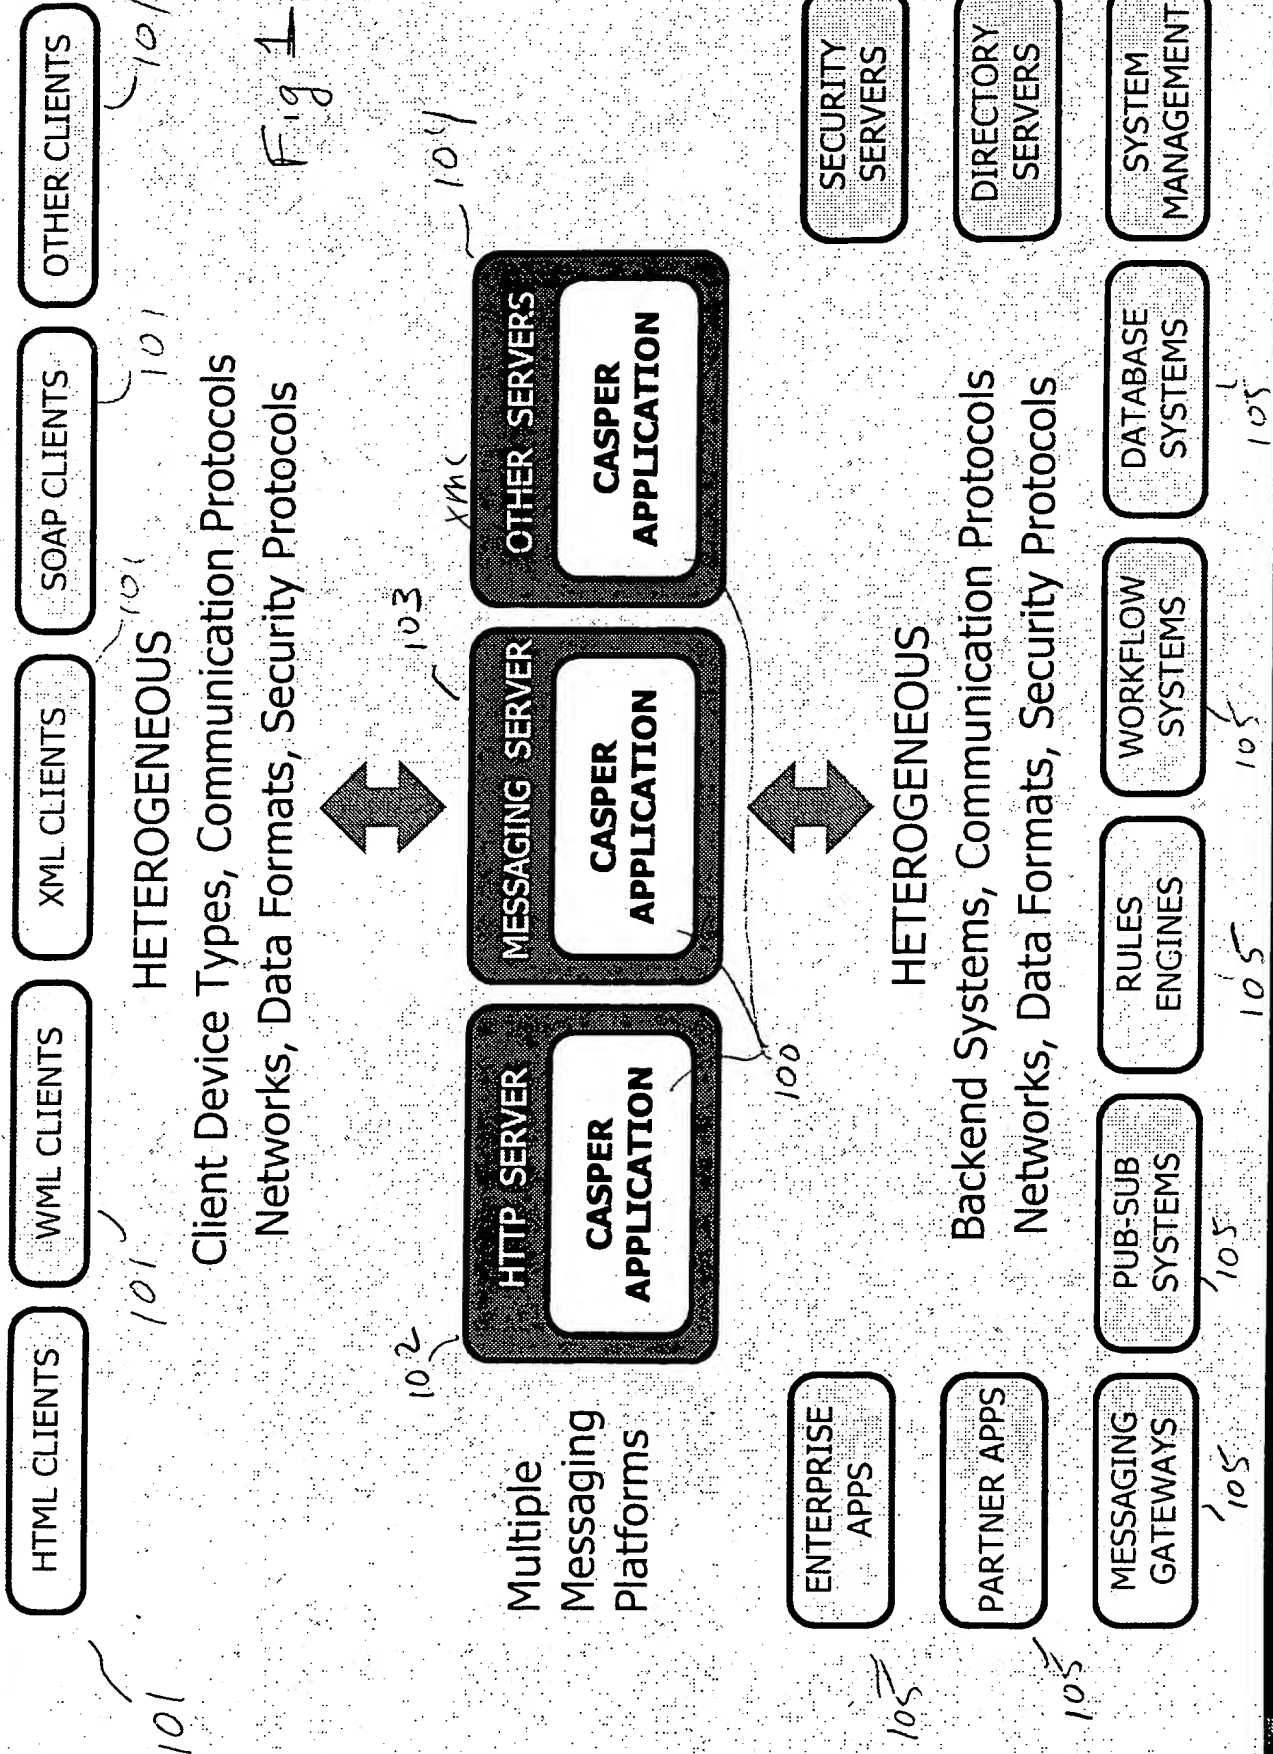 HTML CLIENTS
WML CLIENTS
XML CLIENTS
SOAP CLIENTS
OTHER CLIENTS
101
101
101
101
101
HETEROGENEOUS
Client Device Types, Communication Protocols
Networks, Data Formats, Security Protocols
Fig 1
102
103
xmc
104
Multiple
Messaging
Platforms
HTTP SERVER
CASPER
APPLICATION
MESSAGING SERVER
CASPER
APPLICATION
OTHER SERVERS
CASPER
APPLICATION
100
ENTERPRISE
APPS
105
SECURITY
SERVERS
HETEROGENEOUS
Backend Systems, Communication Protocols
Networks, Data Formats, Security Protocols
PARTNER APPS
105
DIRECTORY
SERVERS
MESSAGING
GATEWAYS
PUB-SUB
SYSTEMS
RULES
ENGINES
WORKFLOW
SYSTEMS
DATABASE
SYSTEMS
SYSTEM
MANAGEMENT
105
105
105
105
105